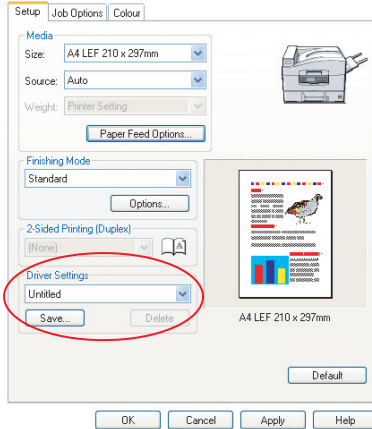 Setup Job Options Colour
Media
Size: A4 LEF 210 x 297mm
Source: Auto
Weight: Printer Setting
Paper Feed Options...
Finishing Mode
Standard
Options...
2-Sided Printing (Duplex)
(None)
A
Driver Settings
Untitled
Save... Delete
A4 LEF 210 x 297mm
Default
OK Cancel Apply Help